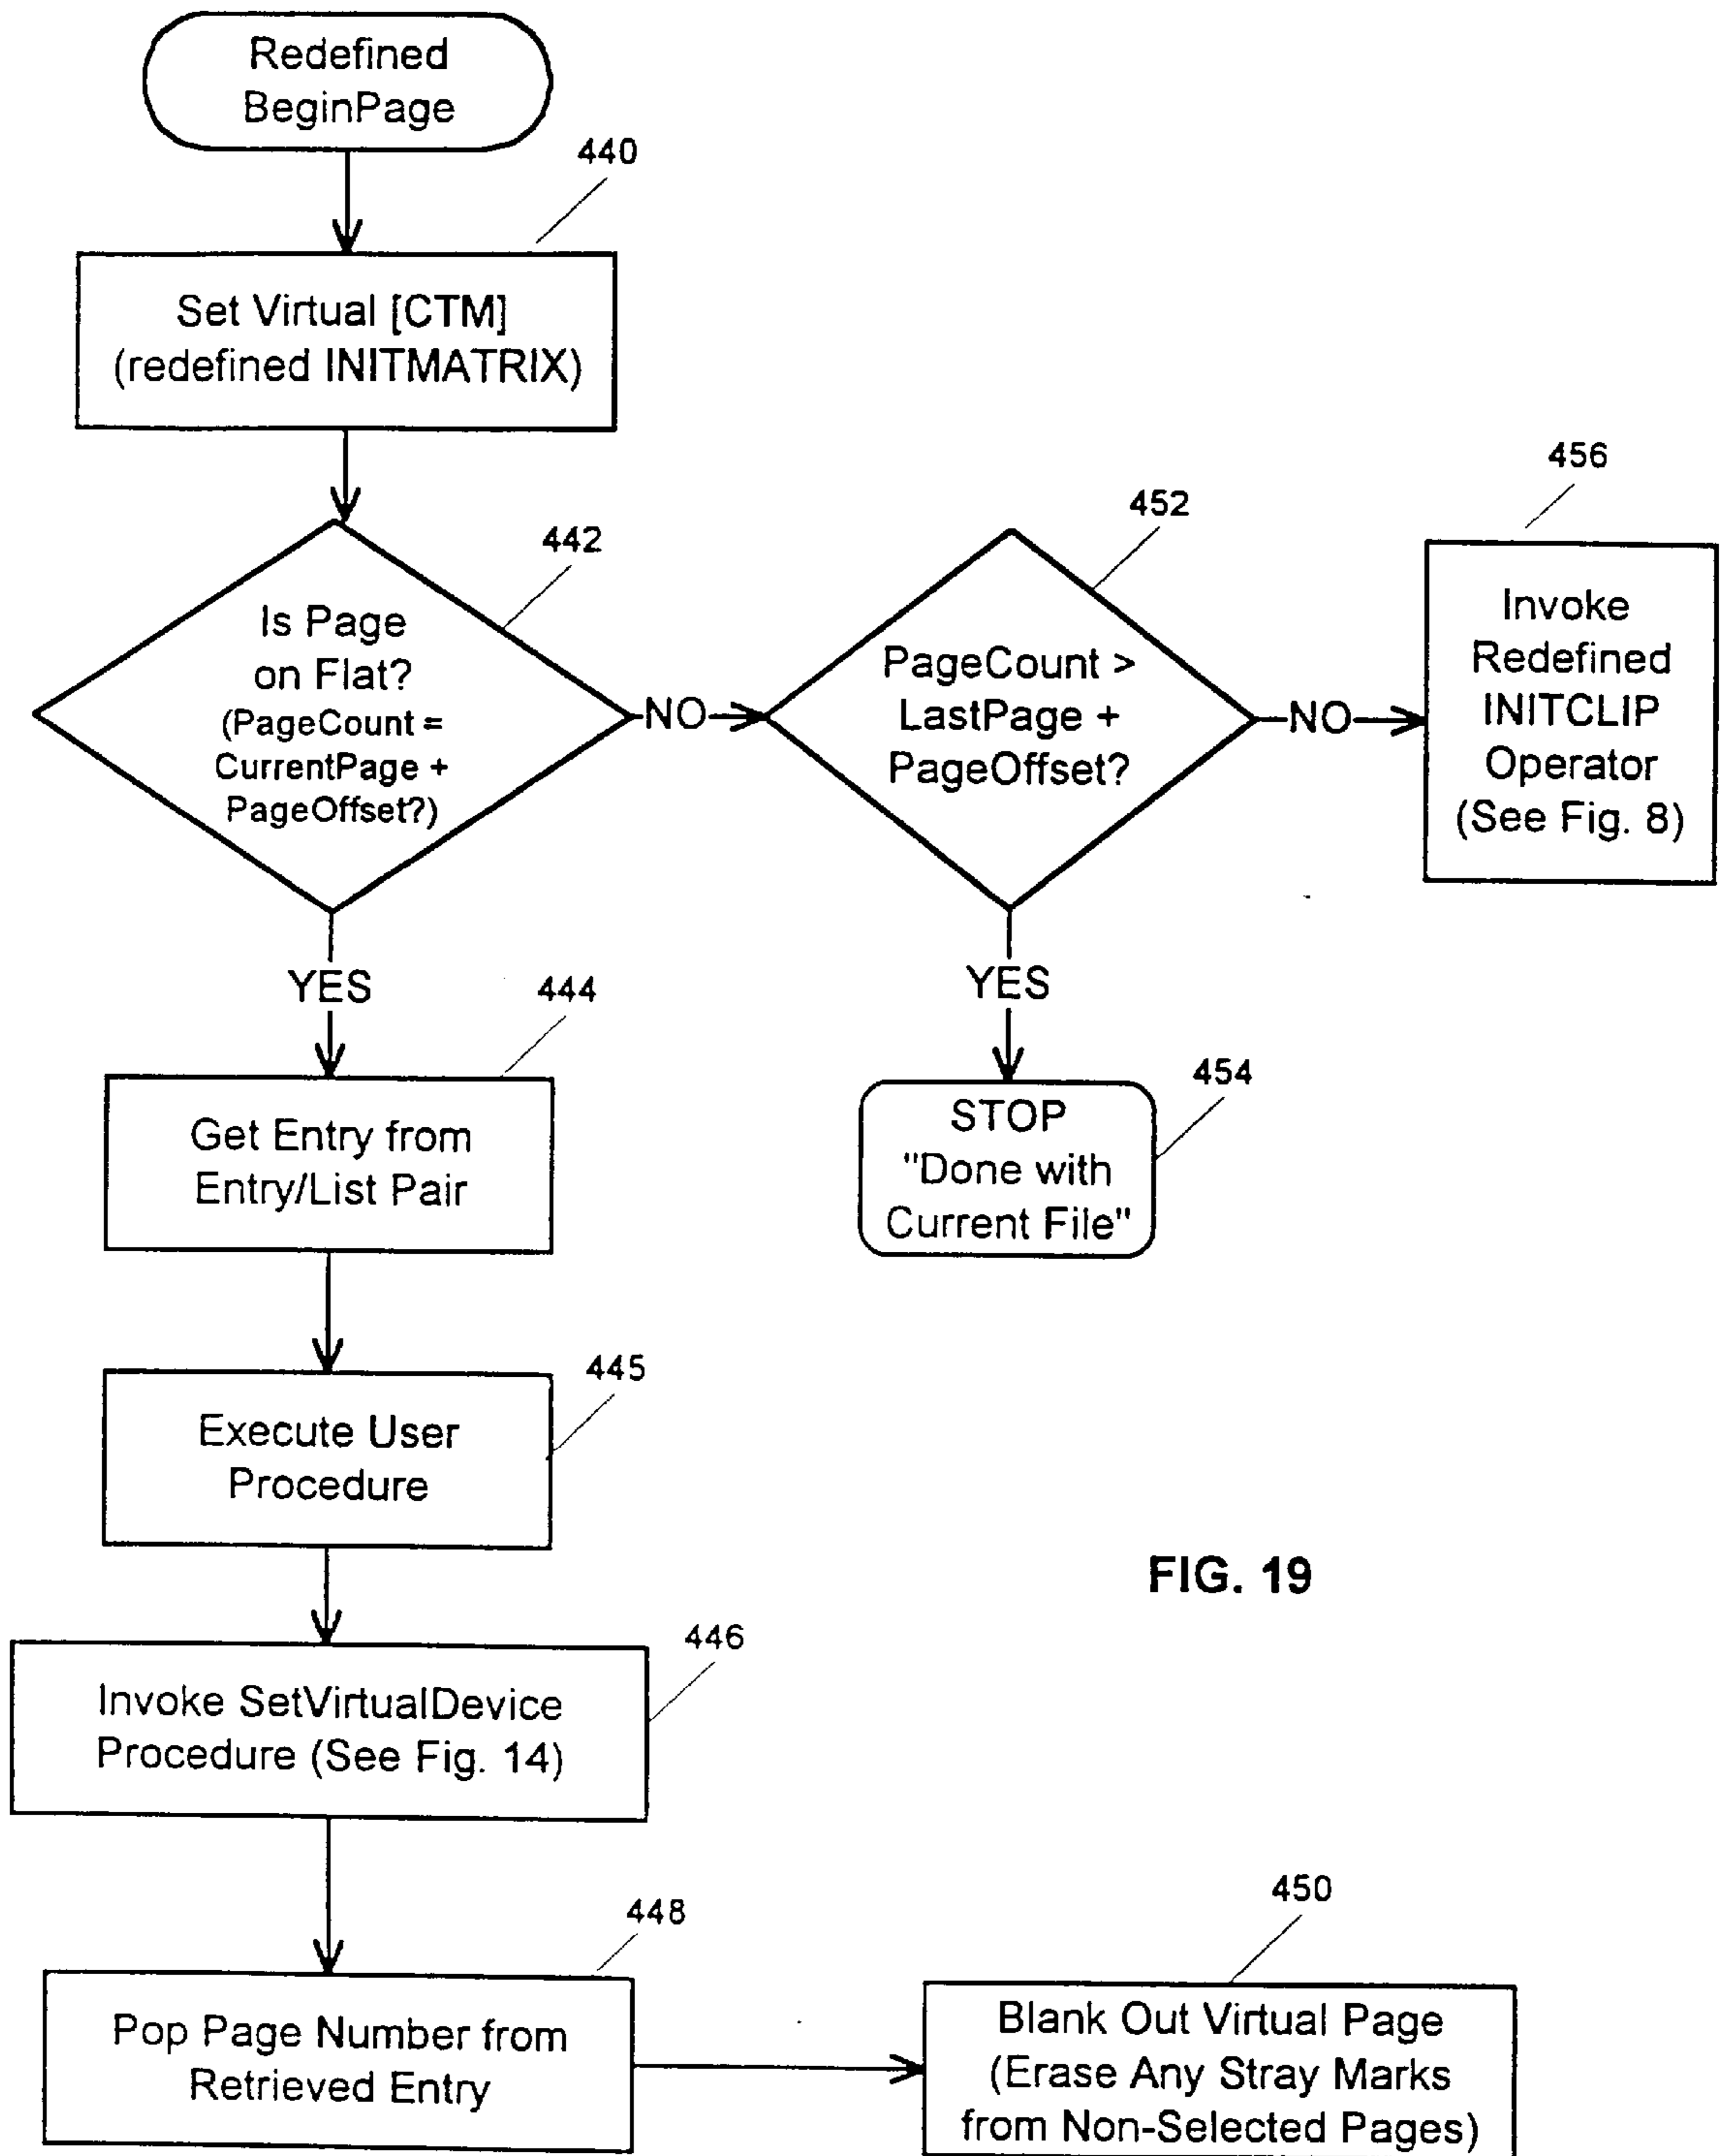 Redefined
BeginPage
440
Set Virtual [CTM]
(redefined INITMATRIX)
442
Is Page
on Flat?
(PageCount =
CurrentPage +
PageOffset?)
NO
452
PageCount >
LastPage +
PageOffset?
NO
456
Invoke
Redefined
INITCLIP
Operator
(See Fig. 8)
YES
444
Get Entry from
Entry/List Pair
YES
454
STOP
"Done with
Current File"
445
Execute User
Procedure
FIG. 19
446
Invoke SetVirtualDevice
Procedure (See Fig. 14)
448
Pop Page Number from
Retrieved Entry
450
Blank Out Virtual Page
(Erase Any Stray Marks
from Non-Selected Pages)